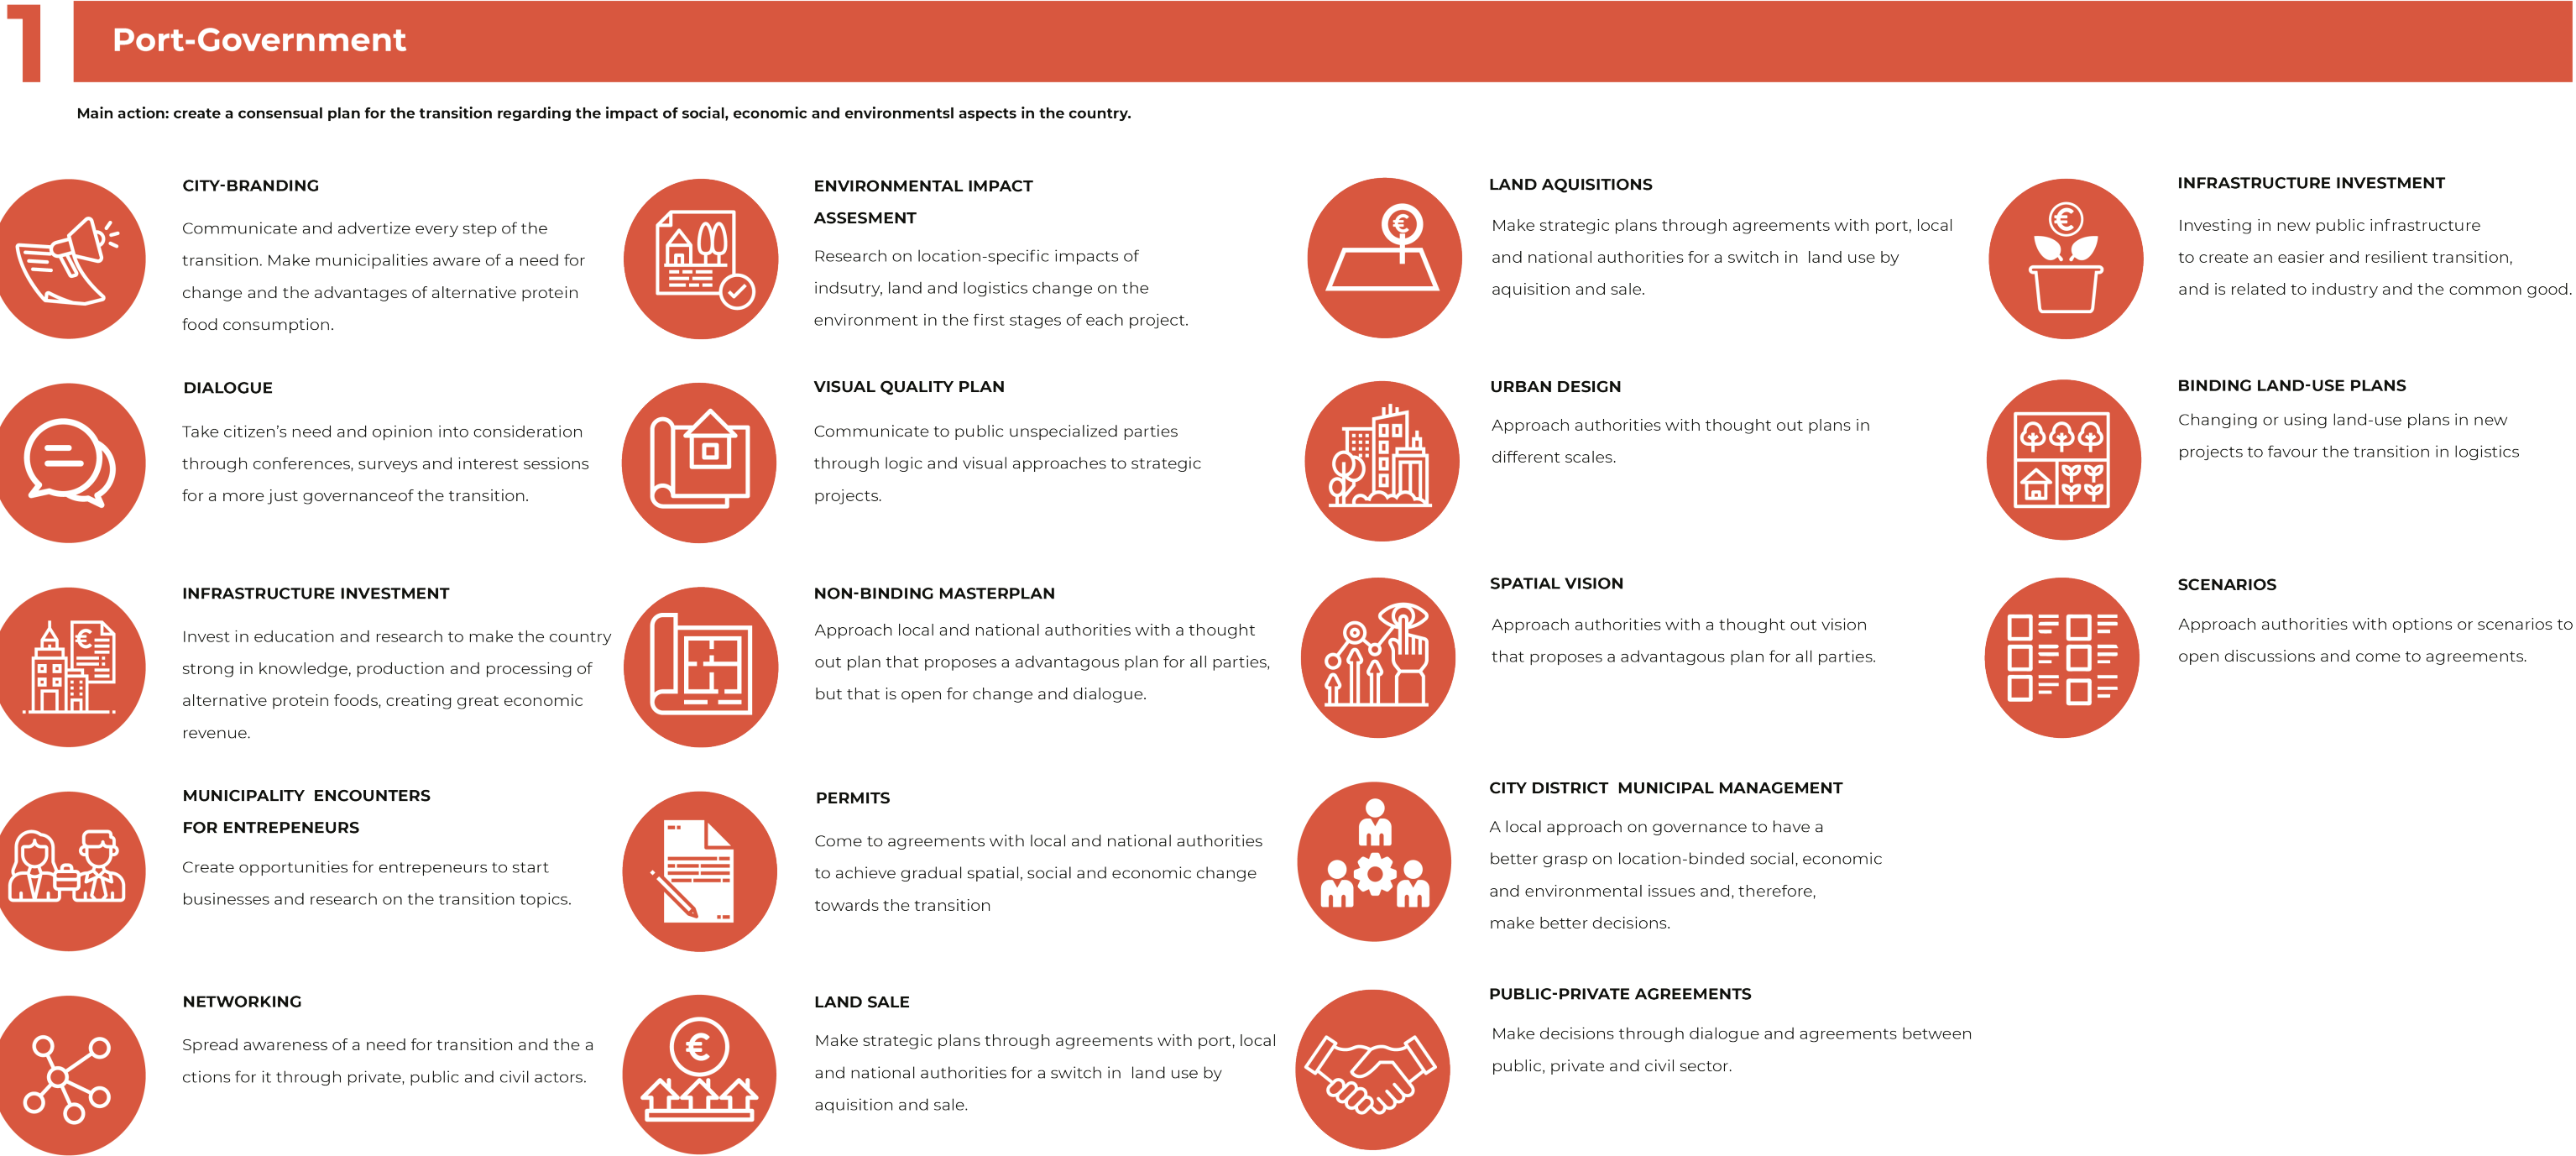 1
Port-Government
Main action: create a consensual plan for the transition regarding the impact of social, economic and environmentsl aspects in the country.
CITY-BRANDING
Communicate and advertize every step of the
transition. Make municipalities aware of a need for
change and the advantages of alternative protein
food consumption.
DIALOGUE
Take citizen’s need and opinion into consideration
through conferences, surveys and interest sessions
for a more just governanceof the transition.
INFRASTRUCTURE INVESTMENT
Invest in education and research to make the country
strong in knowledge, production and processing of
alternative protein foods, creating great economic
revenue.
MUNICIPALITY  ENCOUNTERS
FOR ENTREPENEURS
Create opportunities for entrepeneurs to start
businesses and research on the transition topics.
NETWORKING
Spread awareness of a need for transition and the a
ctions for it through private, public and civil actors.
ENVIRONMENTAL IMPACT
ASSESMENT
Research on location-specific impacts of
indsutry, land and logistics change on the
environment in the first stages of each project.
VISUAL QUALITY PLAN
Communicate to public unspecialized parties
through logic and visual approaches to strategic
projects.
NON-BINDING MASTERPLAN
Approach local and national authorities with a thought
out plan that proposes a advantagous plan for all parties,
but that is open for change and dialogue.
PERMITS
Come to agreements with local and national authorities
to achieve gradual spatial, social and economic change
towards the transition
€
LAND SALE
Make strategic plans through agreements with port, local
and national authorities for a switch in  land use by
aquisition and sale.
€
LAND AQUISITIONS
Make strategic plans through agreements with port, local
and national authorities for a switch in  land use by
aquisition and sale.
URBAN DESIGN
Approach authorities with thought out plans in
different scales.
SPATIAL VISION
Approach authorities with a thought out vision
that proposes a advantagous plan for all parties.
CITY DISTRICT  MUNICIPAL MANAGEMENT
A local approach on governance to have a
better grasp on location-binded social, economic
and environmental issues and, therefore,
make better decisions.
PUBLIC-PRIVATE AGREEMENTS
Make decisions through dialogue and agreements between
public, private and civil sector.
€
INFRASTRUCTURE INVESTMENT
Investing in new public infrastructure
to create an easier and resilient transition,
and is related to industry and the common good.
BINDING LAND-USE PLANS
Changing or using land-use plans in new
projects to favour the transition in logistics
SCENARIOS
Approach authorities with options or scenarios to
open discussions and come to agreements.
€